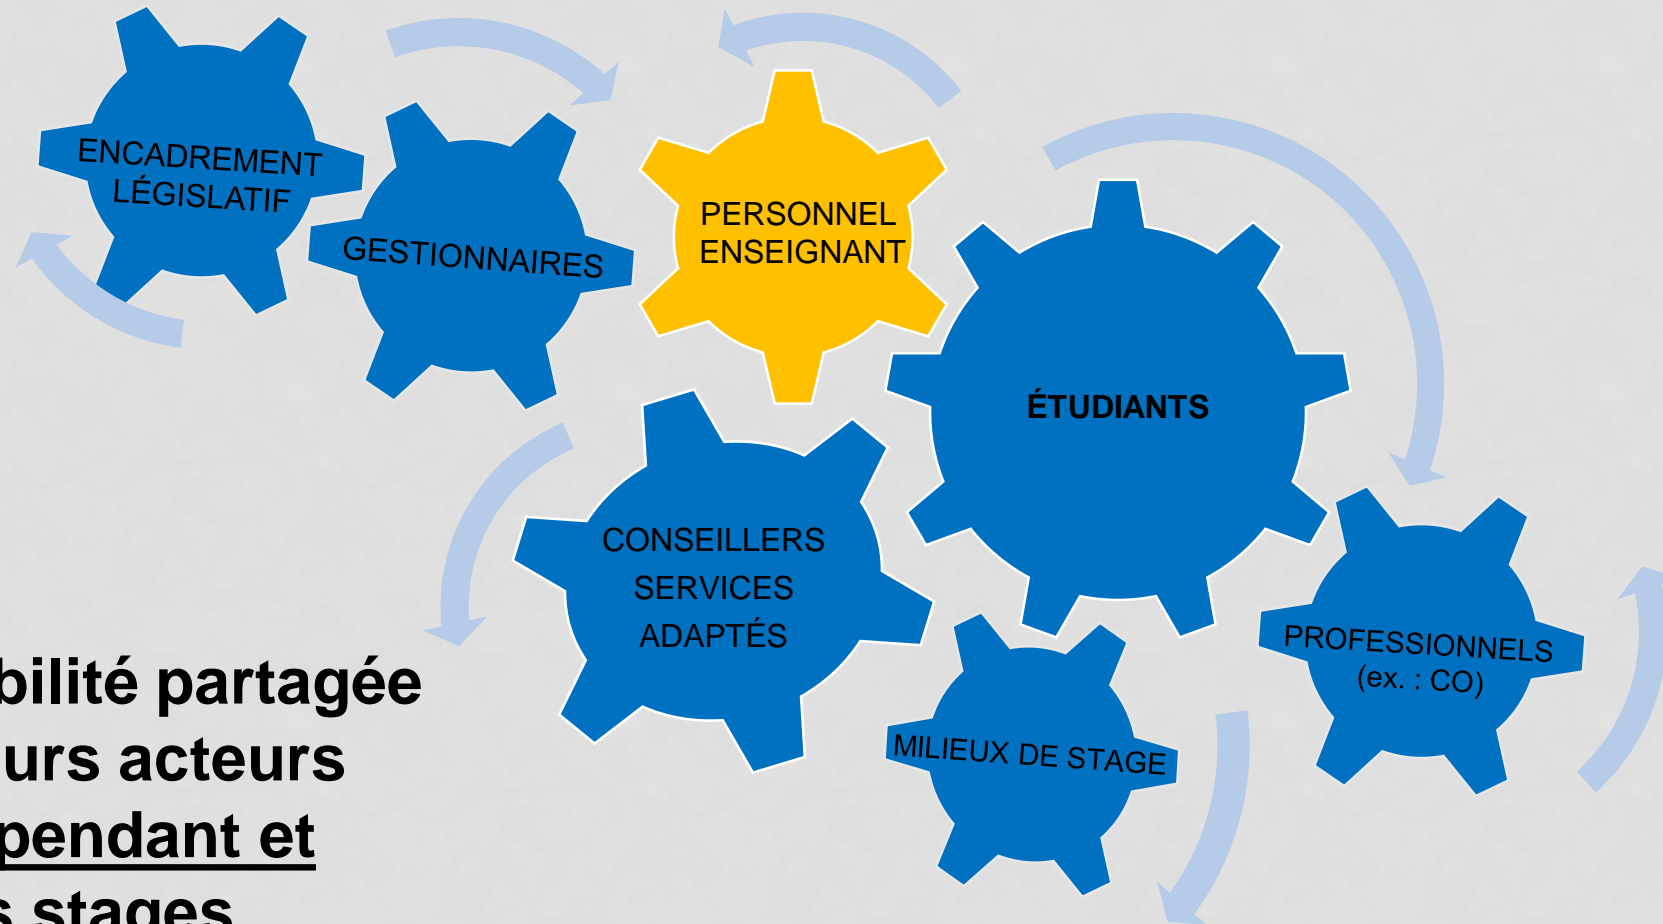 ENCADREMENT
LÉGISLATIF
GESTIONNAIRES
PERSONNEL
ENSEIGNANT
ÉTUDIANTS
CONSEILLERS
SERVICES
ADAPTÉS
PROFESSIONNELS
(ex. : CO)
MILIEUX DE STAGE
bilité partagée
urs acteurs
pendant et
s stages